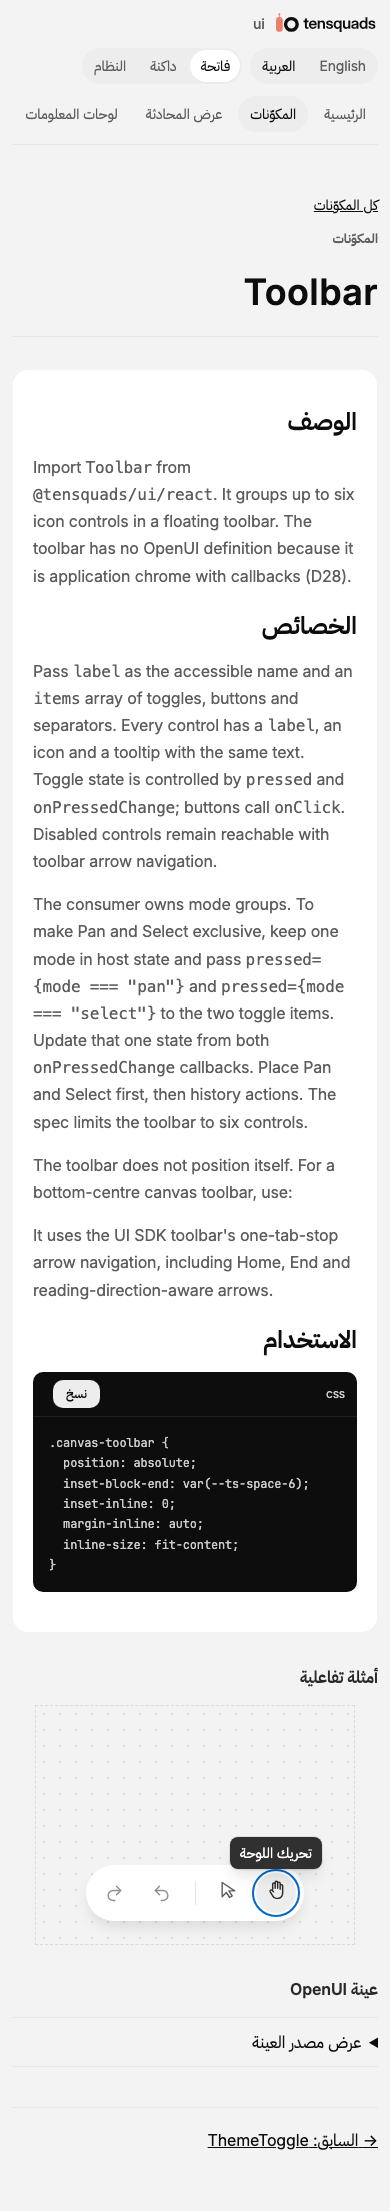 tensquads ui
English العربية فاتحة داكنة النظام
الرئيسية المكوّنات عرض المحادثة لوحات المعلومات
كل المكوّنات
المكوّنات
Toolbar
الوصف
Import Toolbar from
@tensquads/ui/react. It groups up to six
icon controls in a floating toolbar. The
toolbar has no OpenUI definition because it
is application chrome with callbacks (D28).
الخصائص
Pass label as the accessible name and an
items array of toggles, buttons and
separators. Every control has a label, an
icon and a tooltip with the same text.
Toggle state is controlled by pressed and
onPressedChange; buttons call onClick.
Disabled controls remain reachable with
toolbar arrow navigation.
The consumer owns mode groups. To
make Pan and Select exclusive, keep one
mode in host state and pass pressed=
{mode === "pan"} and pressed={mode
=== "select"} to the two toggle items.
Update that one state from both
onPressedChange callbacks. Place Pan
and Select first, then history actions. The
spec limits the toolbar to six controls.
The toolbar does not position itself. For a
bottom-centre canvas toolbar, use:
It uses the UI SDK toolbar's one-tab-stop
arrow navigation, including Home, End and
reading-direction-aware arrows.
الاستخدام
css نسخ
.canvas-toolbar {
position: absolute;
inset-block-end: var(--ts-space-6);
inset-inline: 0;
margin-inline: auto;
inline-size: fit-content;
}
أمثلة تفاعلية
تحريك اللوحة
عينة OpenUI
عرض مصدر العينة
→ السابق: ThemeToggle